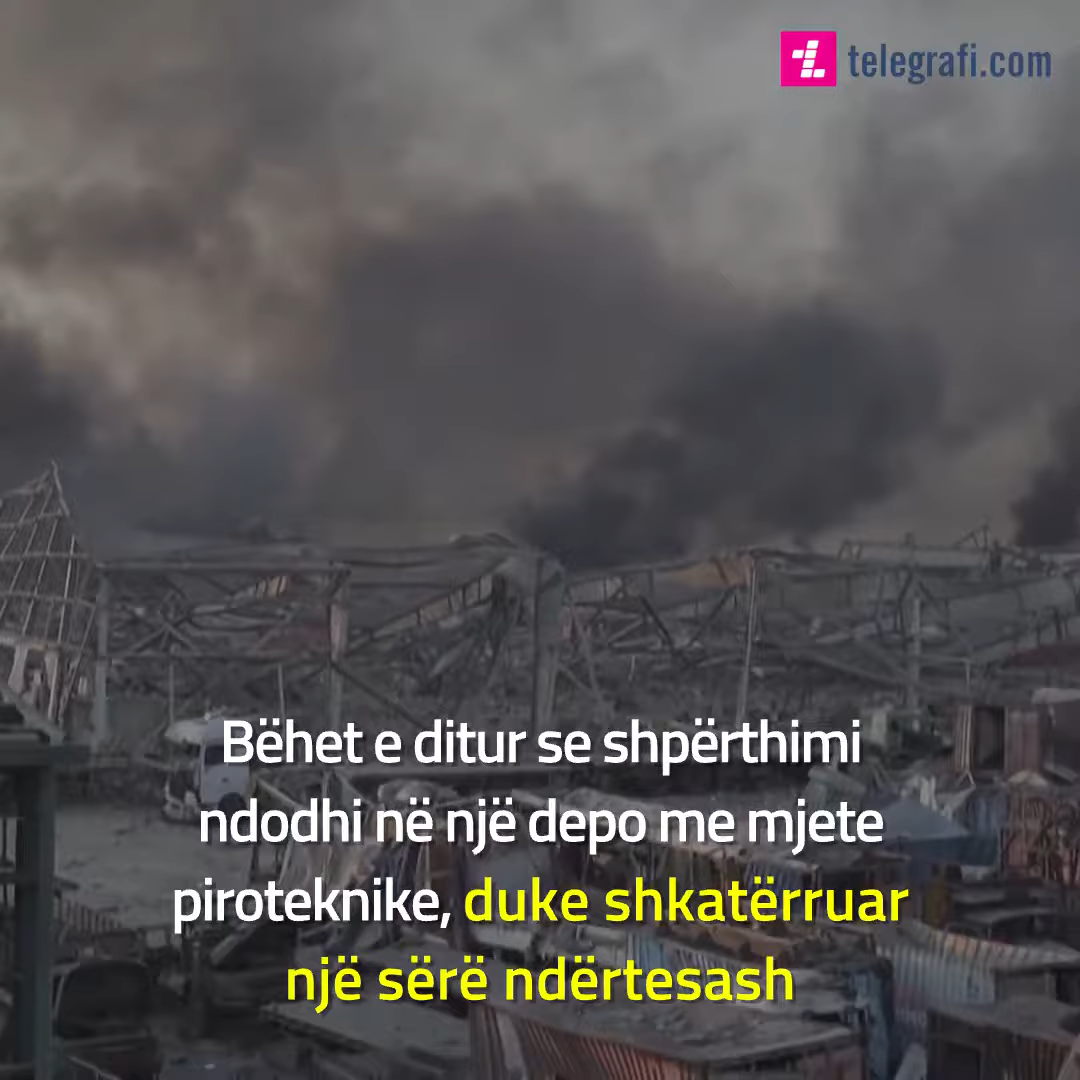 telegrafi.com
Bëhet e ditur se shpërthimi
ndodhi në një depo me mjete
piroteknike, duke shkatërruar
një sërë ndërtesash